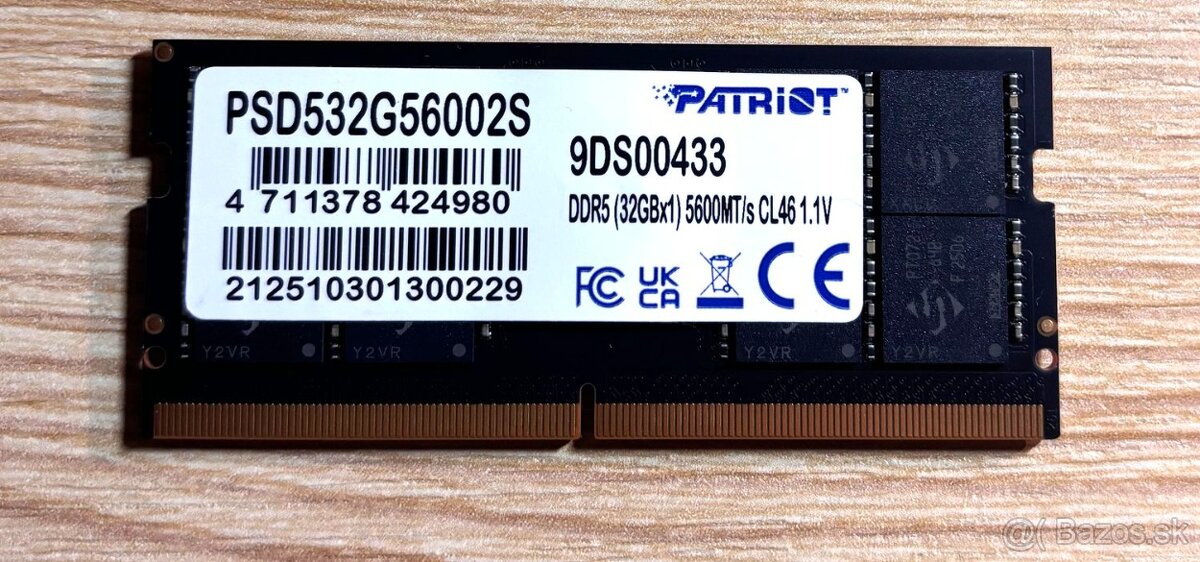 PSD532G56002S
PATRIOT™
4 711378 424980
9DS00433
DDR5 (32GBx1) 5600MT/s CL46 1.1V
212510301300229
FC
UK
CA
CE
Y2VR
Y2VR
Y2VR
Y2VR
@( Bazos.sk